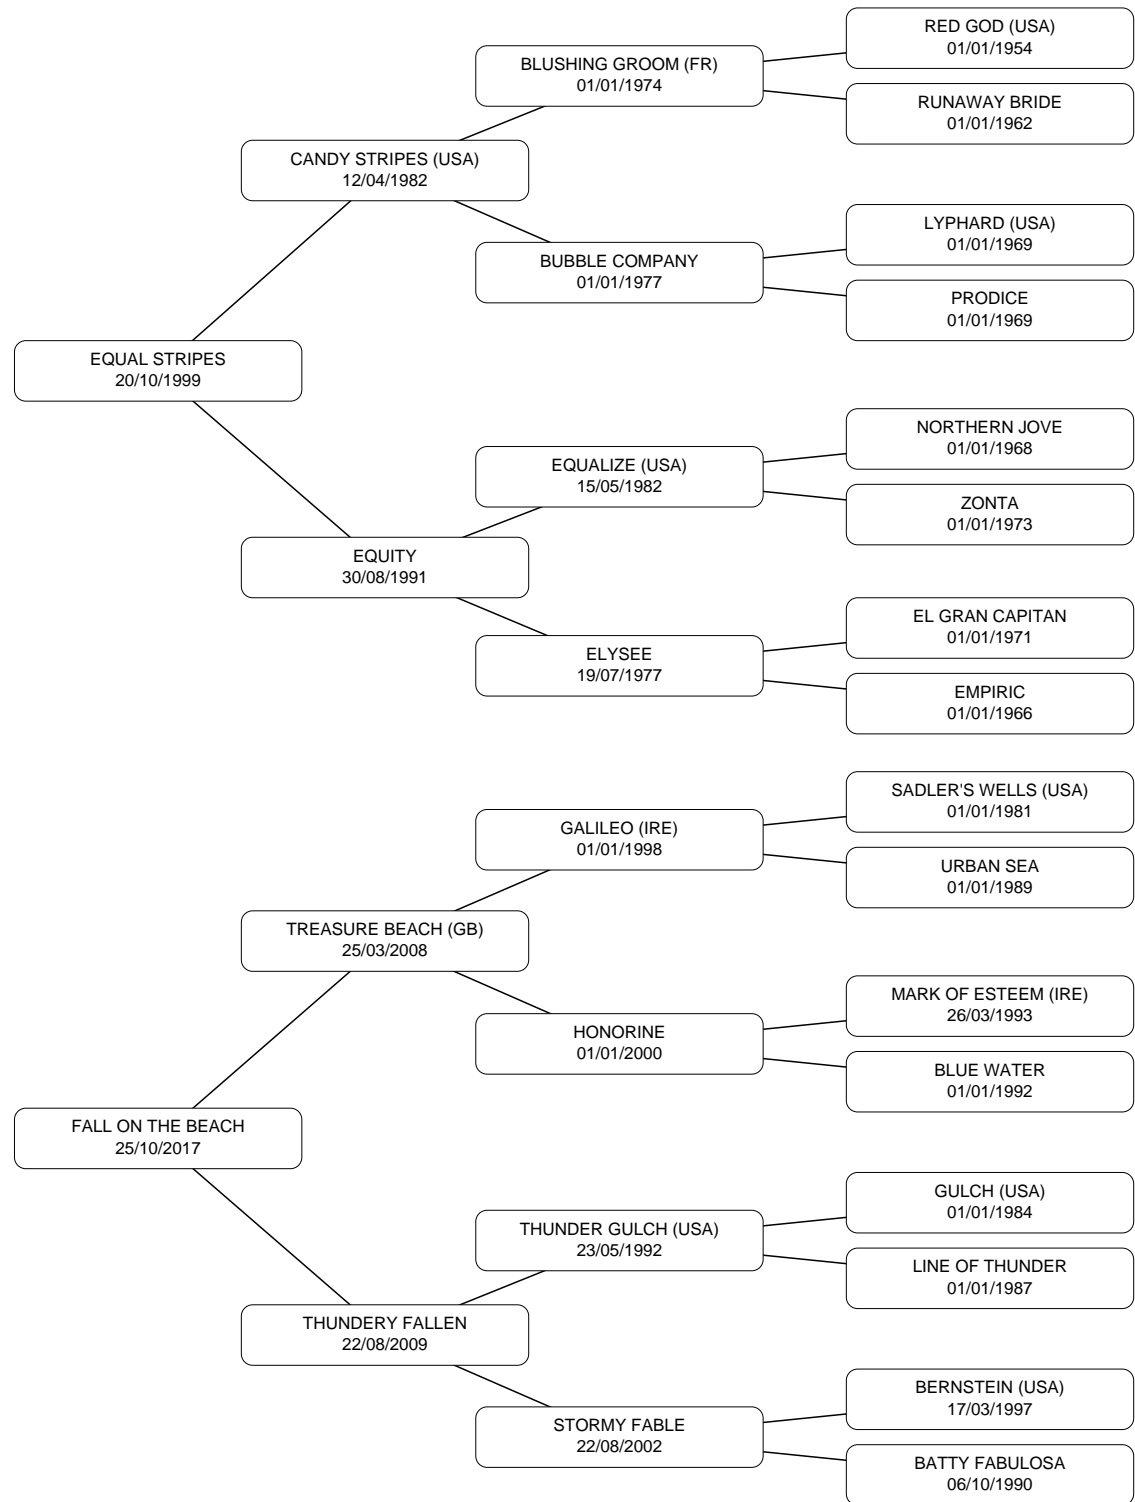 RED GOD (USA)
01/01/1954
BLUSHING GROOM (FR)
01/01/1974
RUNAWAY BRIDE
01/01/1962
CANDY STRIPES (USA)
12/04/1982
LYPHARD (USA)
01/01/1969
BUBBLE COMPANY
01/01/1977
PRODICE
01/01/1969
EQUAL STRIPES
20/10/1999
NORTHERN JOVE
01/01/1968
EQUALIZE (USA)
15/05/1982
ZONTA
01/01/1973
EQUITY
30/08/1991
EL GRAN CAPITAN
01/01/1971
ELYSEE
19/07/1977
EMPIRIC
01/01/1966
SADLER'S WELLS (USA)
01/01/1981
GALILEO (IRE)
01/01/1998
URBAN SEA
01/01/1989
TREASURE BEACH (GB)
25/03/2008
MARK OF ESTEEM (IRE)
26/03/1993
HONORINE
01/01/2000
BLUE WATER
01/01/1992
FALL ON THE BEACH
25/10/2017
GULCH (USA)
01/01/1984
THUNDER GULCH (USA)
23/05/1992
LINE OF THUNDER
01/01/1987
THUNDERY FALLEN
22/08/2009
BERNSTEIN (USA)
17/03/1997
STORMY FABLE
22/08/2002
BATTY FABULOSA
06/10/1990